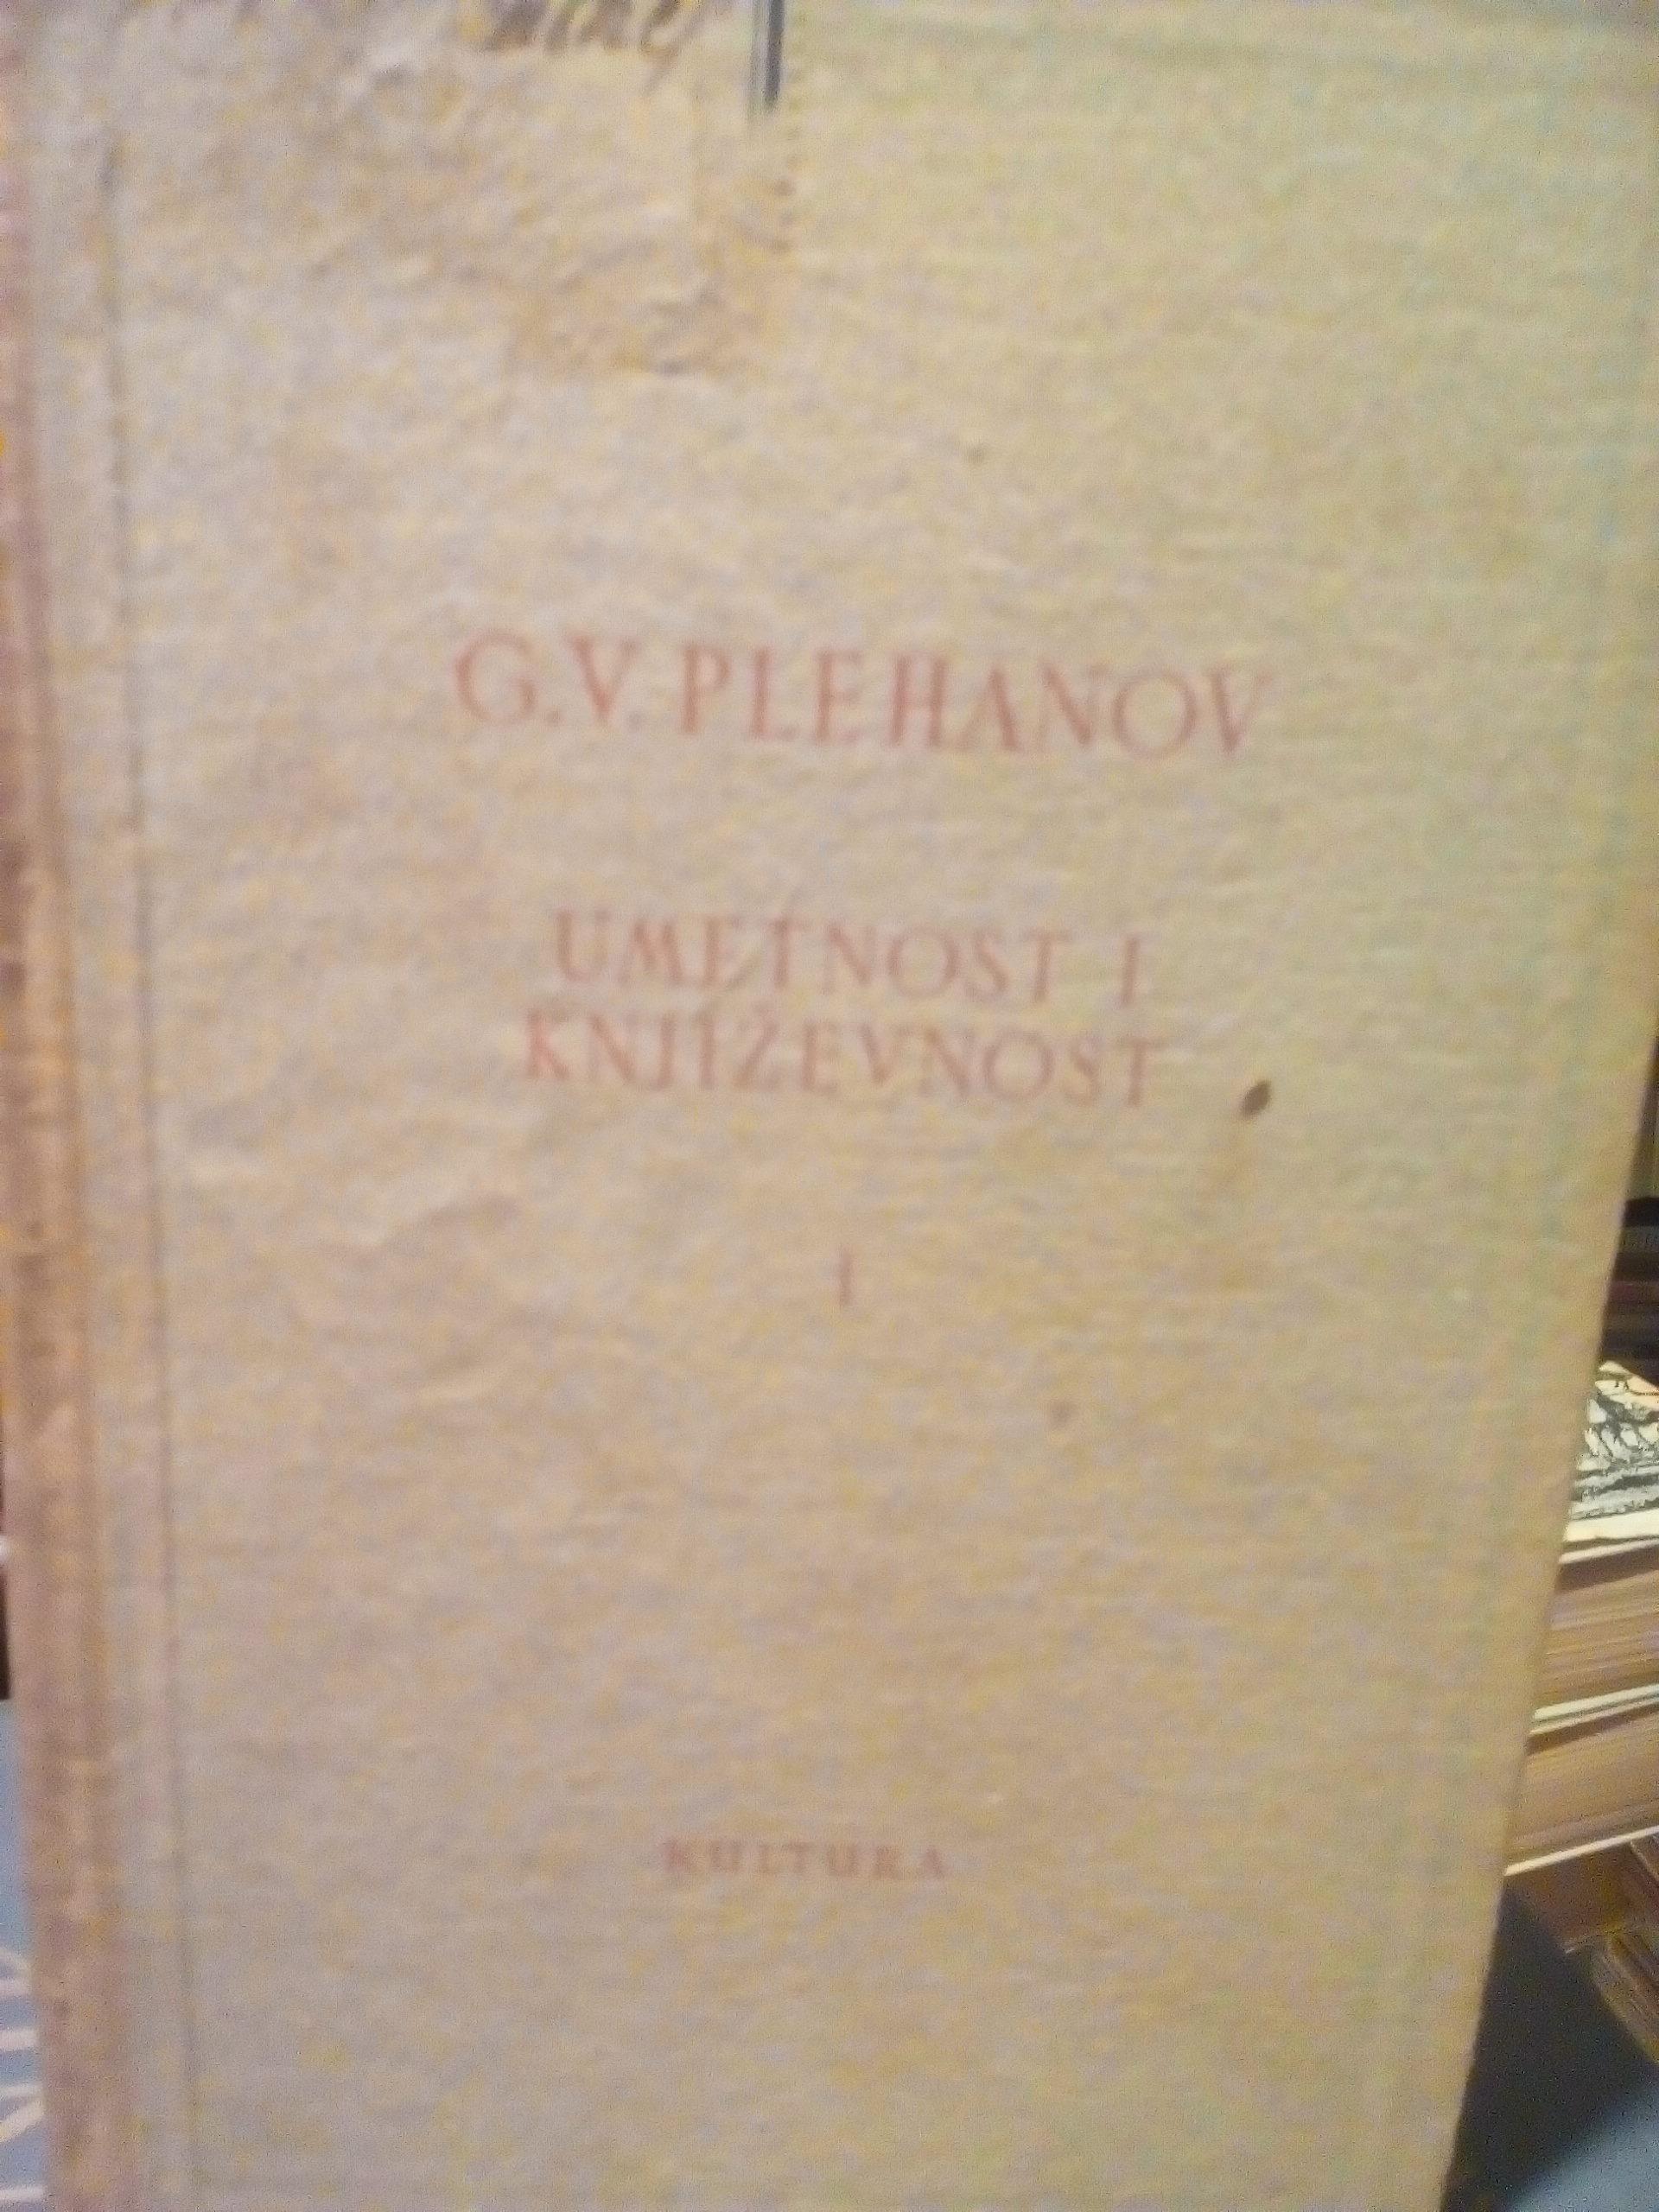 G. V. PLEHANOV
UMETNOST I
KNJIŽEVNOST
I
KULTURA